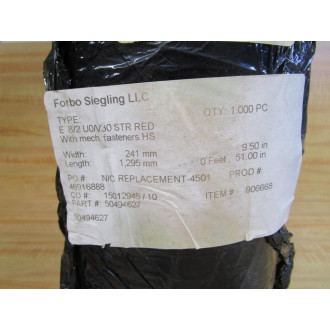 Forbo Siegling LLC
TYPE: QTY: 1.000 PC
E 8/2 U0/V30 STR RED
With mech. fasteners HS
Width: 241 mm 9.50 in
Length: 1,295 mm 0 Feet 51.00 in
PO #: N/C REPLACEMENT-4501 PROD #:
46916888
CO #: 15012945 / 10 ITEM #: 906668
PART #: 50494627
50494627